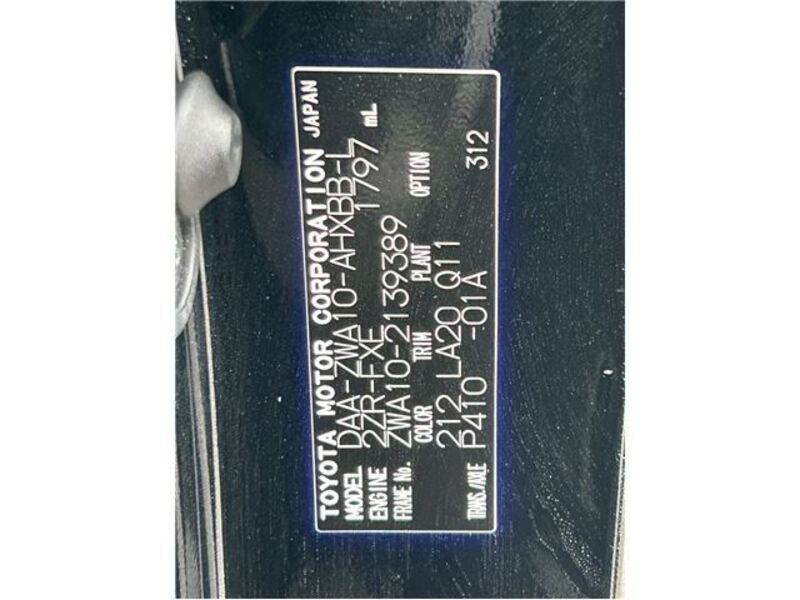 TOYOTA MOTOR CORPORATION JAPAN
MODEL DAA-ZWA10-AHXBB-L
ENGINE 2ZR-FXE 1797 mL
FRAME No. ZWA10-2139389
COLOR TRIM PLANT OPTION
212 LA20 Q11
TRANS./AXLE P410 -01A 312